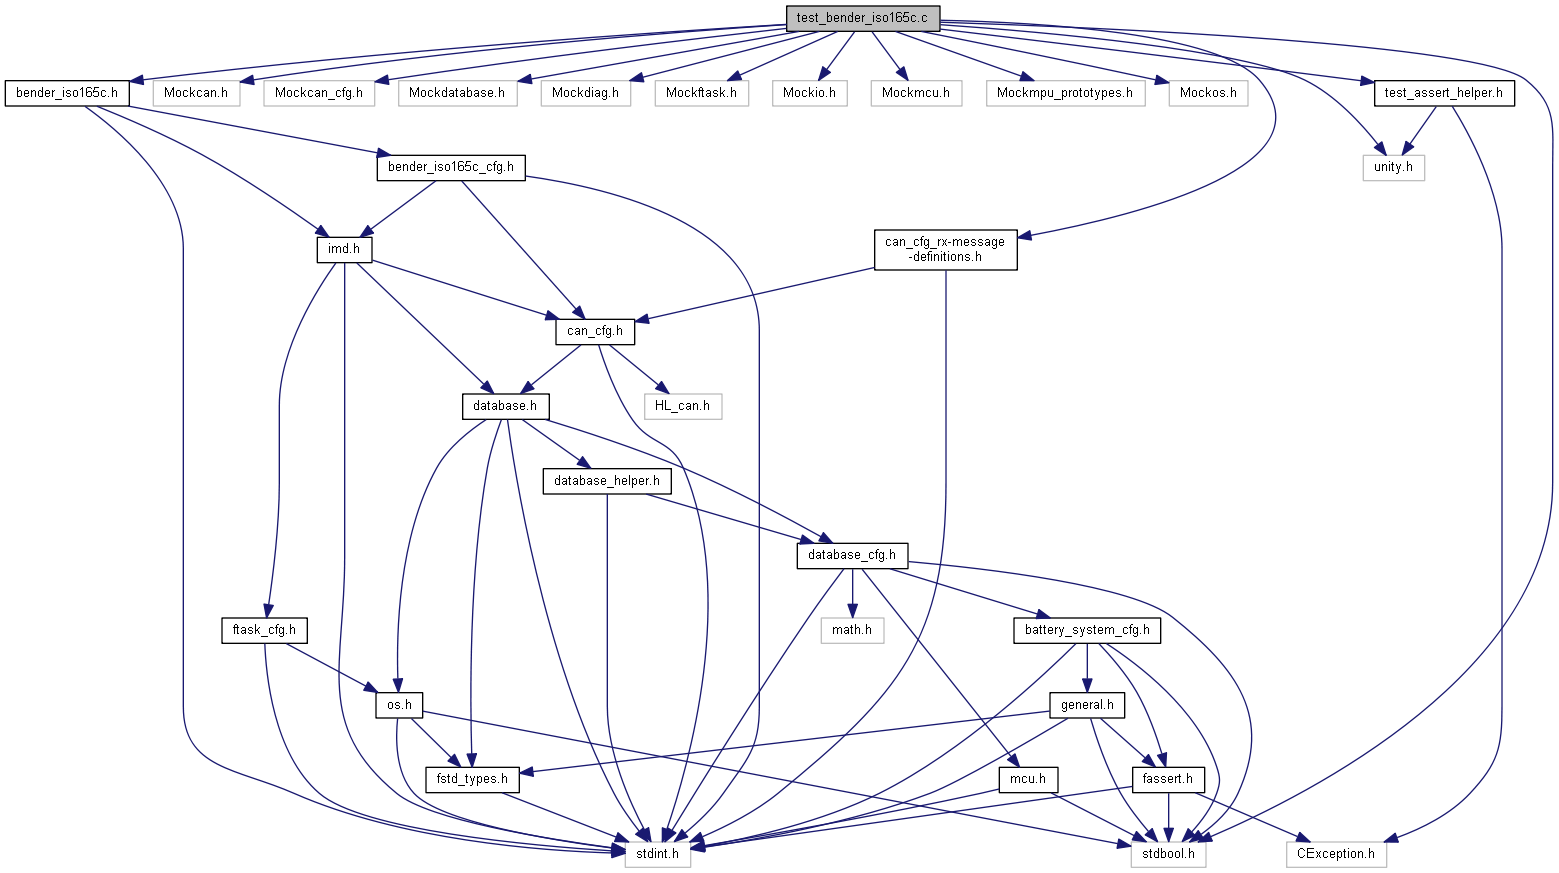 test_bender_iso165c.c
bender_iso165c.h
Mockcan.h
Mockcan_cfg.h
Mockdatabase.h
Mockdiag.h
Mockftask.h
Mockio.h
Mockmcu.h
Mockmpu_prototypes.h
Mockos.h
test_assert_helper.h
bender_iso165c_cfg.h
unity.h
imd.h
can_cfg_rx-message
-definitions.h
can_cfg.h
database.h
HL_can.h
database_helper.h
database_cfg.h
ftask_cfg.h
math.h
battery_system_cfg.h
os.h
general.h
fstd_types.h
mcu.h
fassert.h
stdint.h
stdbool.h
CException.h